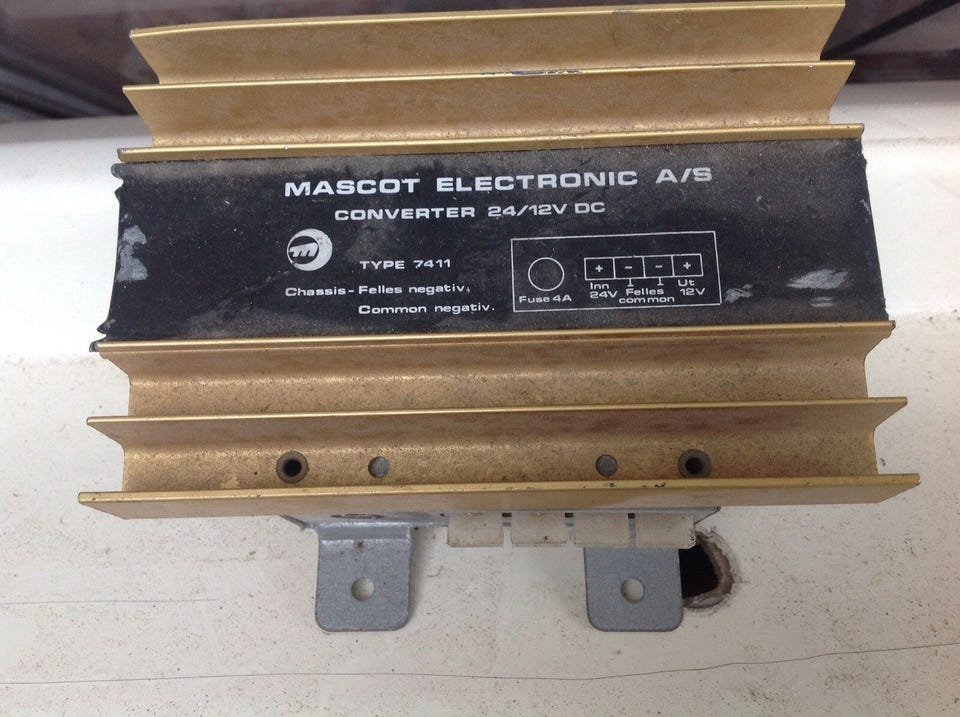 MASCOT ELECTRONIC A/S
CONVERTER 24/12V DC
m
TYPE 7411
Chassis - Felles negativ.
Common negativ.
Fuse 4A
+ - - +
Inn Ut
24V Felles 12V
common